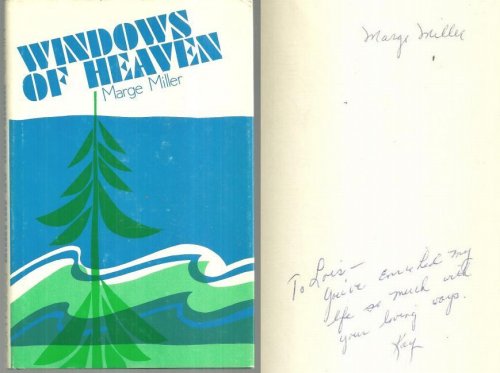 WINDOWS
OF HEAVEN
Marge Miller
Marge Miller
To Lois—
You've enriched my
life so much with
your loving ways.
Kay